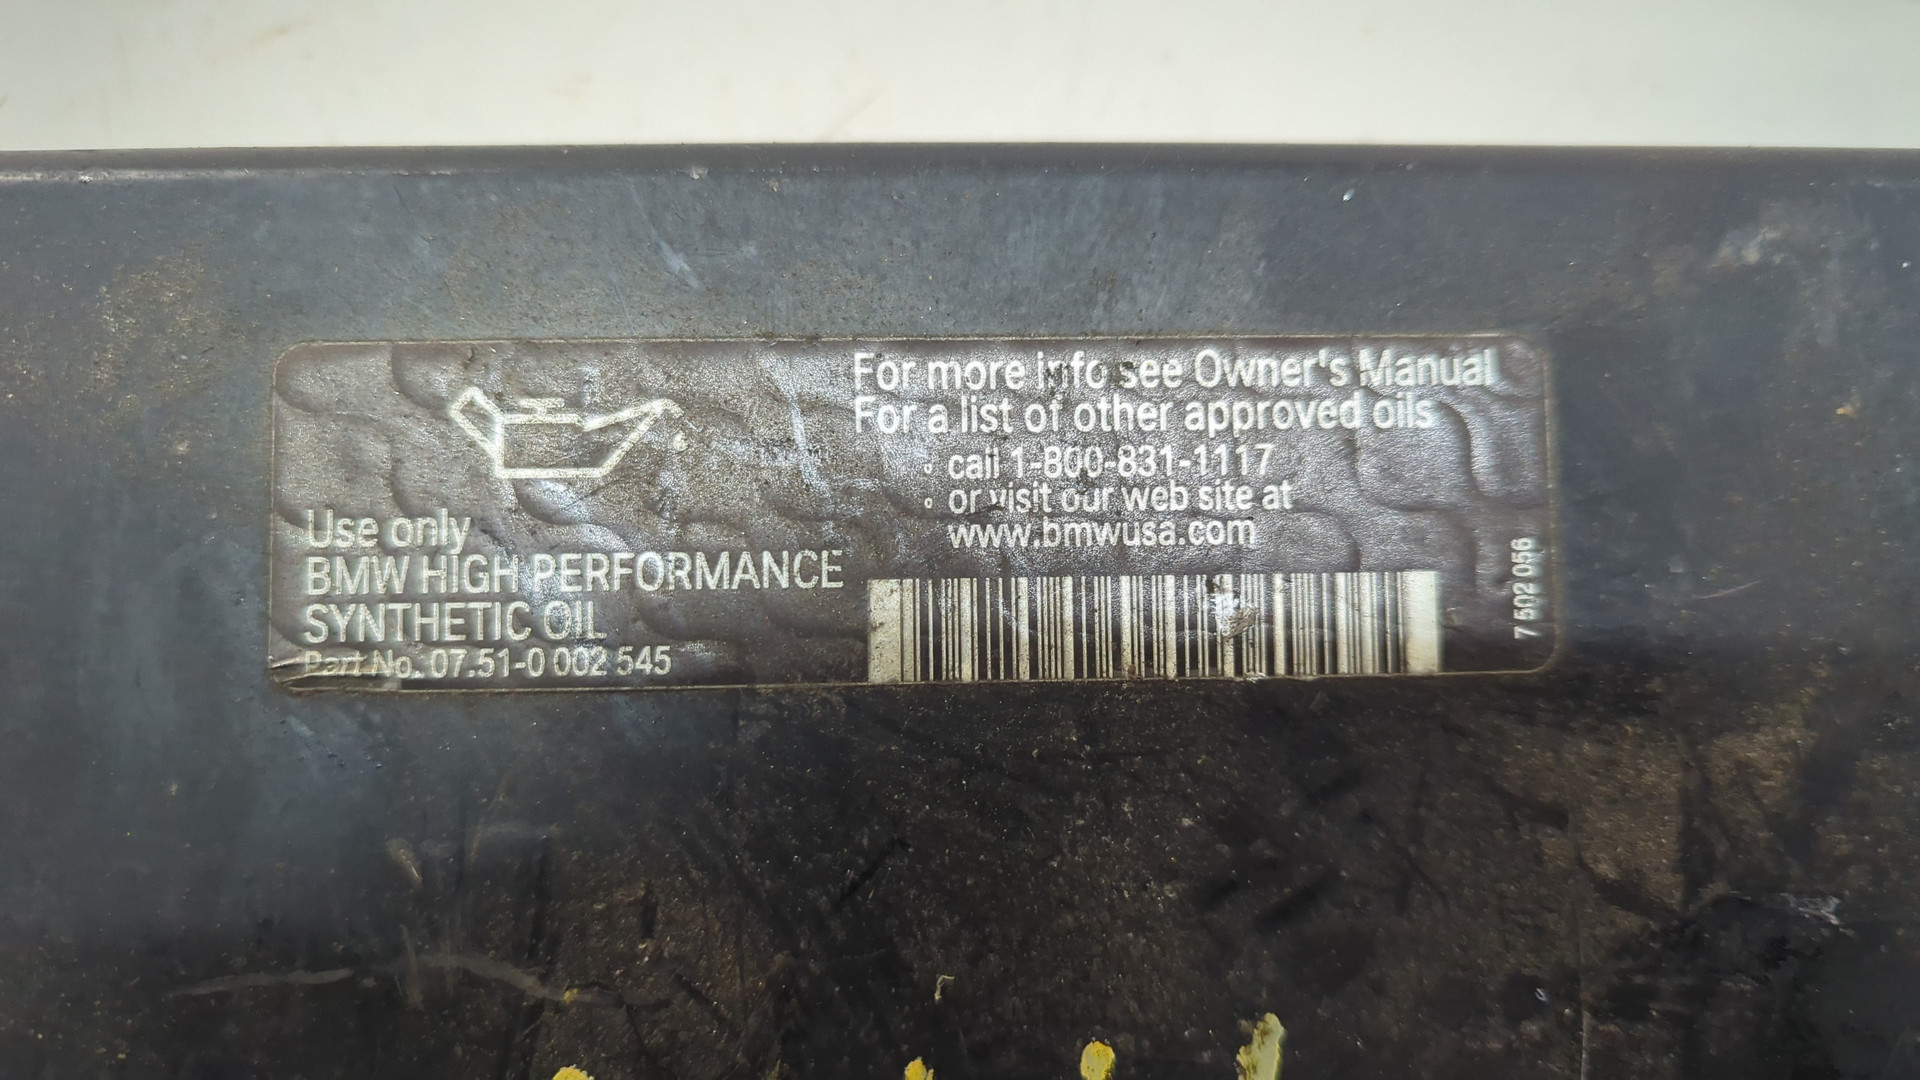 Use only
BMW HIGH PERFORMANCE
SYNTHETIC OIL
Part No. 07.51-0 002 545
For more info see Owner's Manual
For a list of other approved oils
◦ call 1-800-831-1117
◦ or visit our web site at
www.bmwusa.com
7 502 056